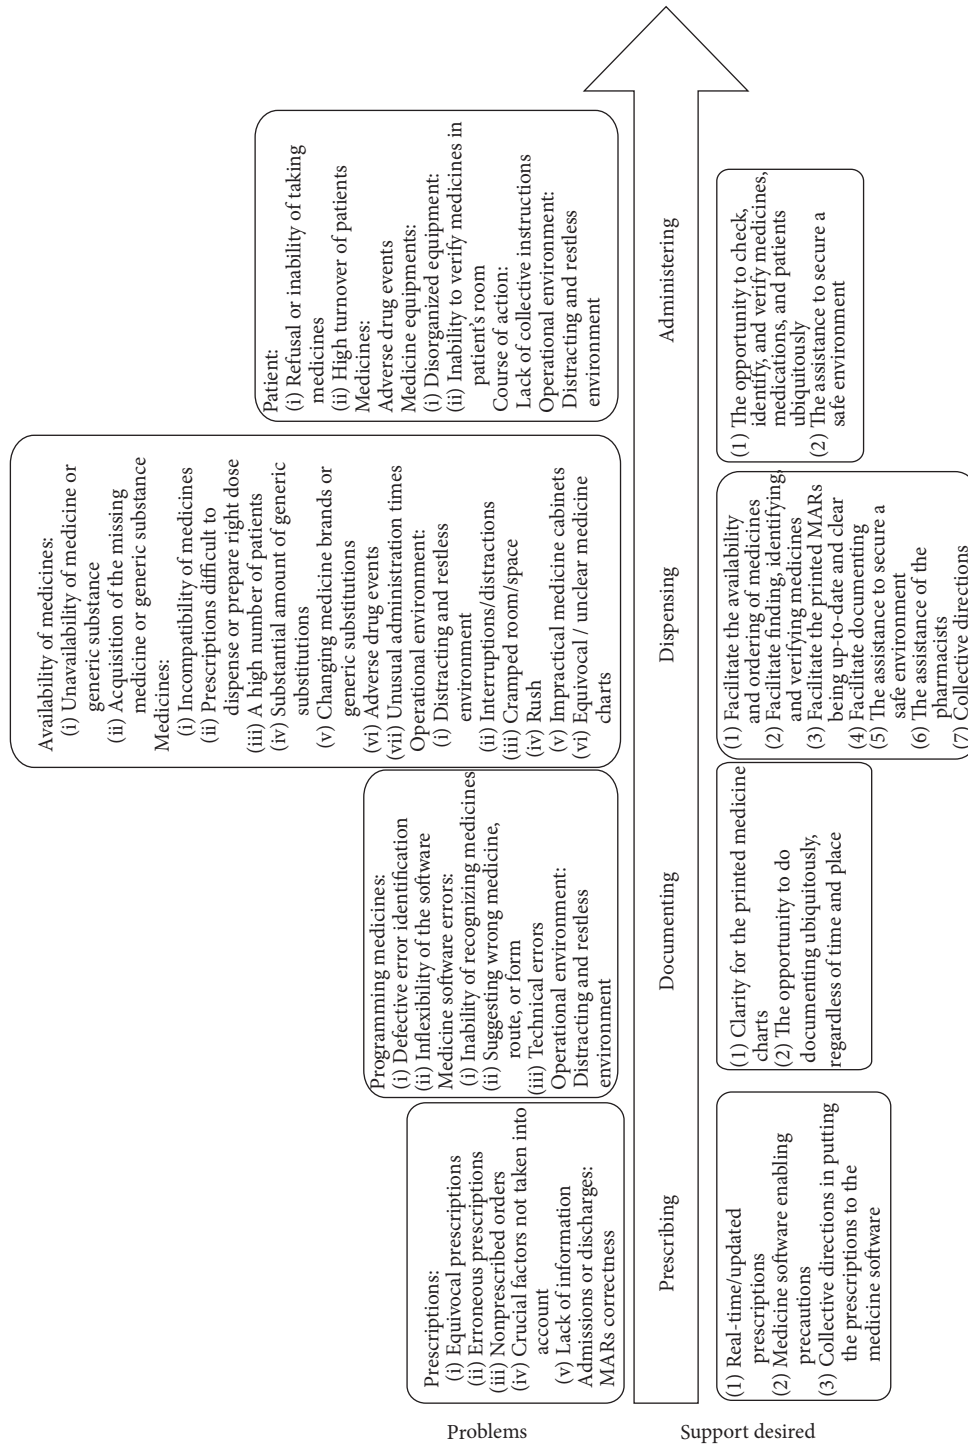 Problems
Prescriptions:
(i) Equivocal prescriptions
(ii) Erroneous prescriptions
(iii) Nonprescribed orders
(iv) Crucial factors not taken into
account
(v) Lack of information
Admissions or discharges:
MARs correctness
Programming medicines:
(i) Defective error identification
(ii) Inflexibility of the software
Medicine software errors:
(i) Inability of recognizing medicines
(ii) Suggesting wrong medicine,
route, or form
(iii) Technical errors
Operational environment:
Distracting and restless
environment
Availability of medicines:
(i) Unavailability of medicine or
generic substance
(ii) Acquisition of the missing
medicine or generic substance
Medicines:
(i) Incompatibility of medicines
(ii) Prescriptions difficult to
dispense or prepare right dose
(iii) A high number of patients
(iv) Substantial amount of generic
substitutions
(v) Changing medicine brands or
generic substitutions
(vi) Adverse drug events
(vii) Unusual administration times
Operational environment:
(i) Distracting and restless
environment
(ii) Interruptions/distractions
(iii) Cramped room/space
(iv) Rush
(v) Impractical medicine cabinets
(vi) Equivocal / unclear medicine
charts
Patient:
(i) Refusal or inability of taking
medicines
(ii) High turnover of patients
Medicines:
Adverse drug events
Medicine equipments:
(i) Disorganized equipment:
(ii) Inability to verify medicines in
patient's room
Course of action:
Lack of collective instructions
Operational environment:
Distracting and restless
environment
Prescribing
Documenting
Dispensing
Administering
Support desired
(1) Real-time/updated
prescriptions
(2) Medicine software enabling
precautions
(3) Collective directions in putting
the prescriptions to the
medicine software
(1) Clarity for the printed medicine
charts
(2) The opportunity to do
documenting ubiquitously,
regardless of time and place
(1) Facilitate the availability
and ordering of medicines
(2) Facilitate finding, identifying,
and verifying medicines
(3) Facilitate the printed MARs
being up-to-date and clear
(4) Facilitate documenting
(5) The assistance to secure a
safe environment
(6) The assistance of the
pharmacists
(7) Collective directions
(1) The opportunity to check,
identify, and verify medicines,
medications, and patients
ubiquitously
(2) The assistance to secure a
safe environment